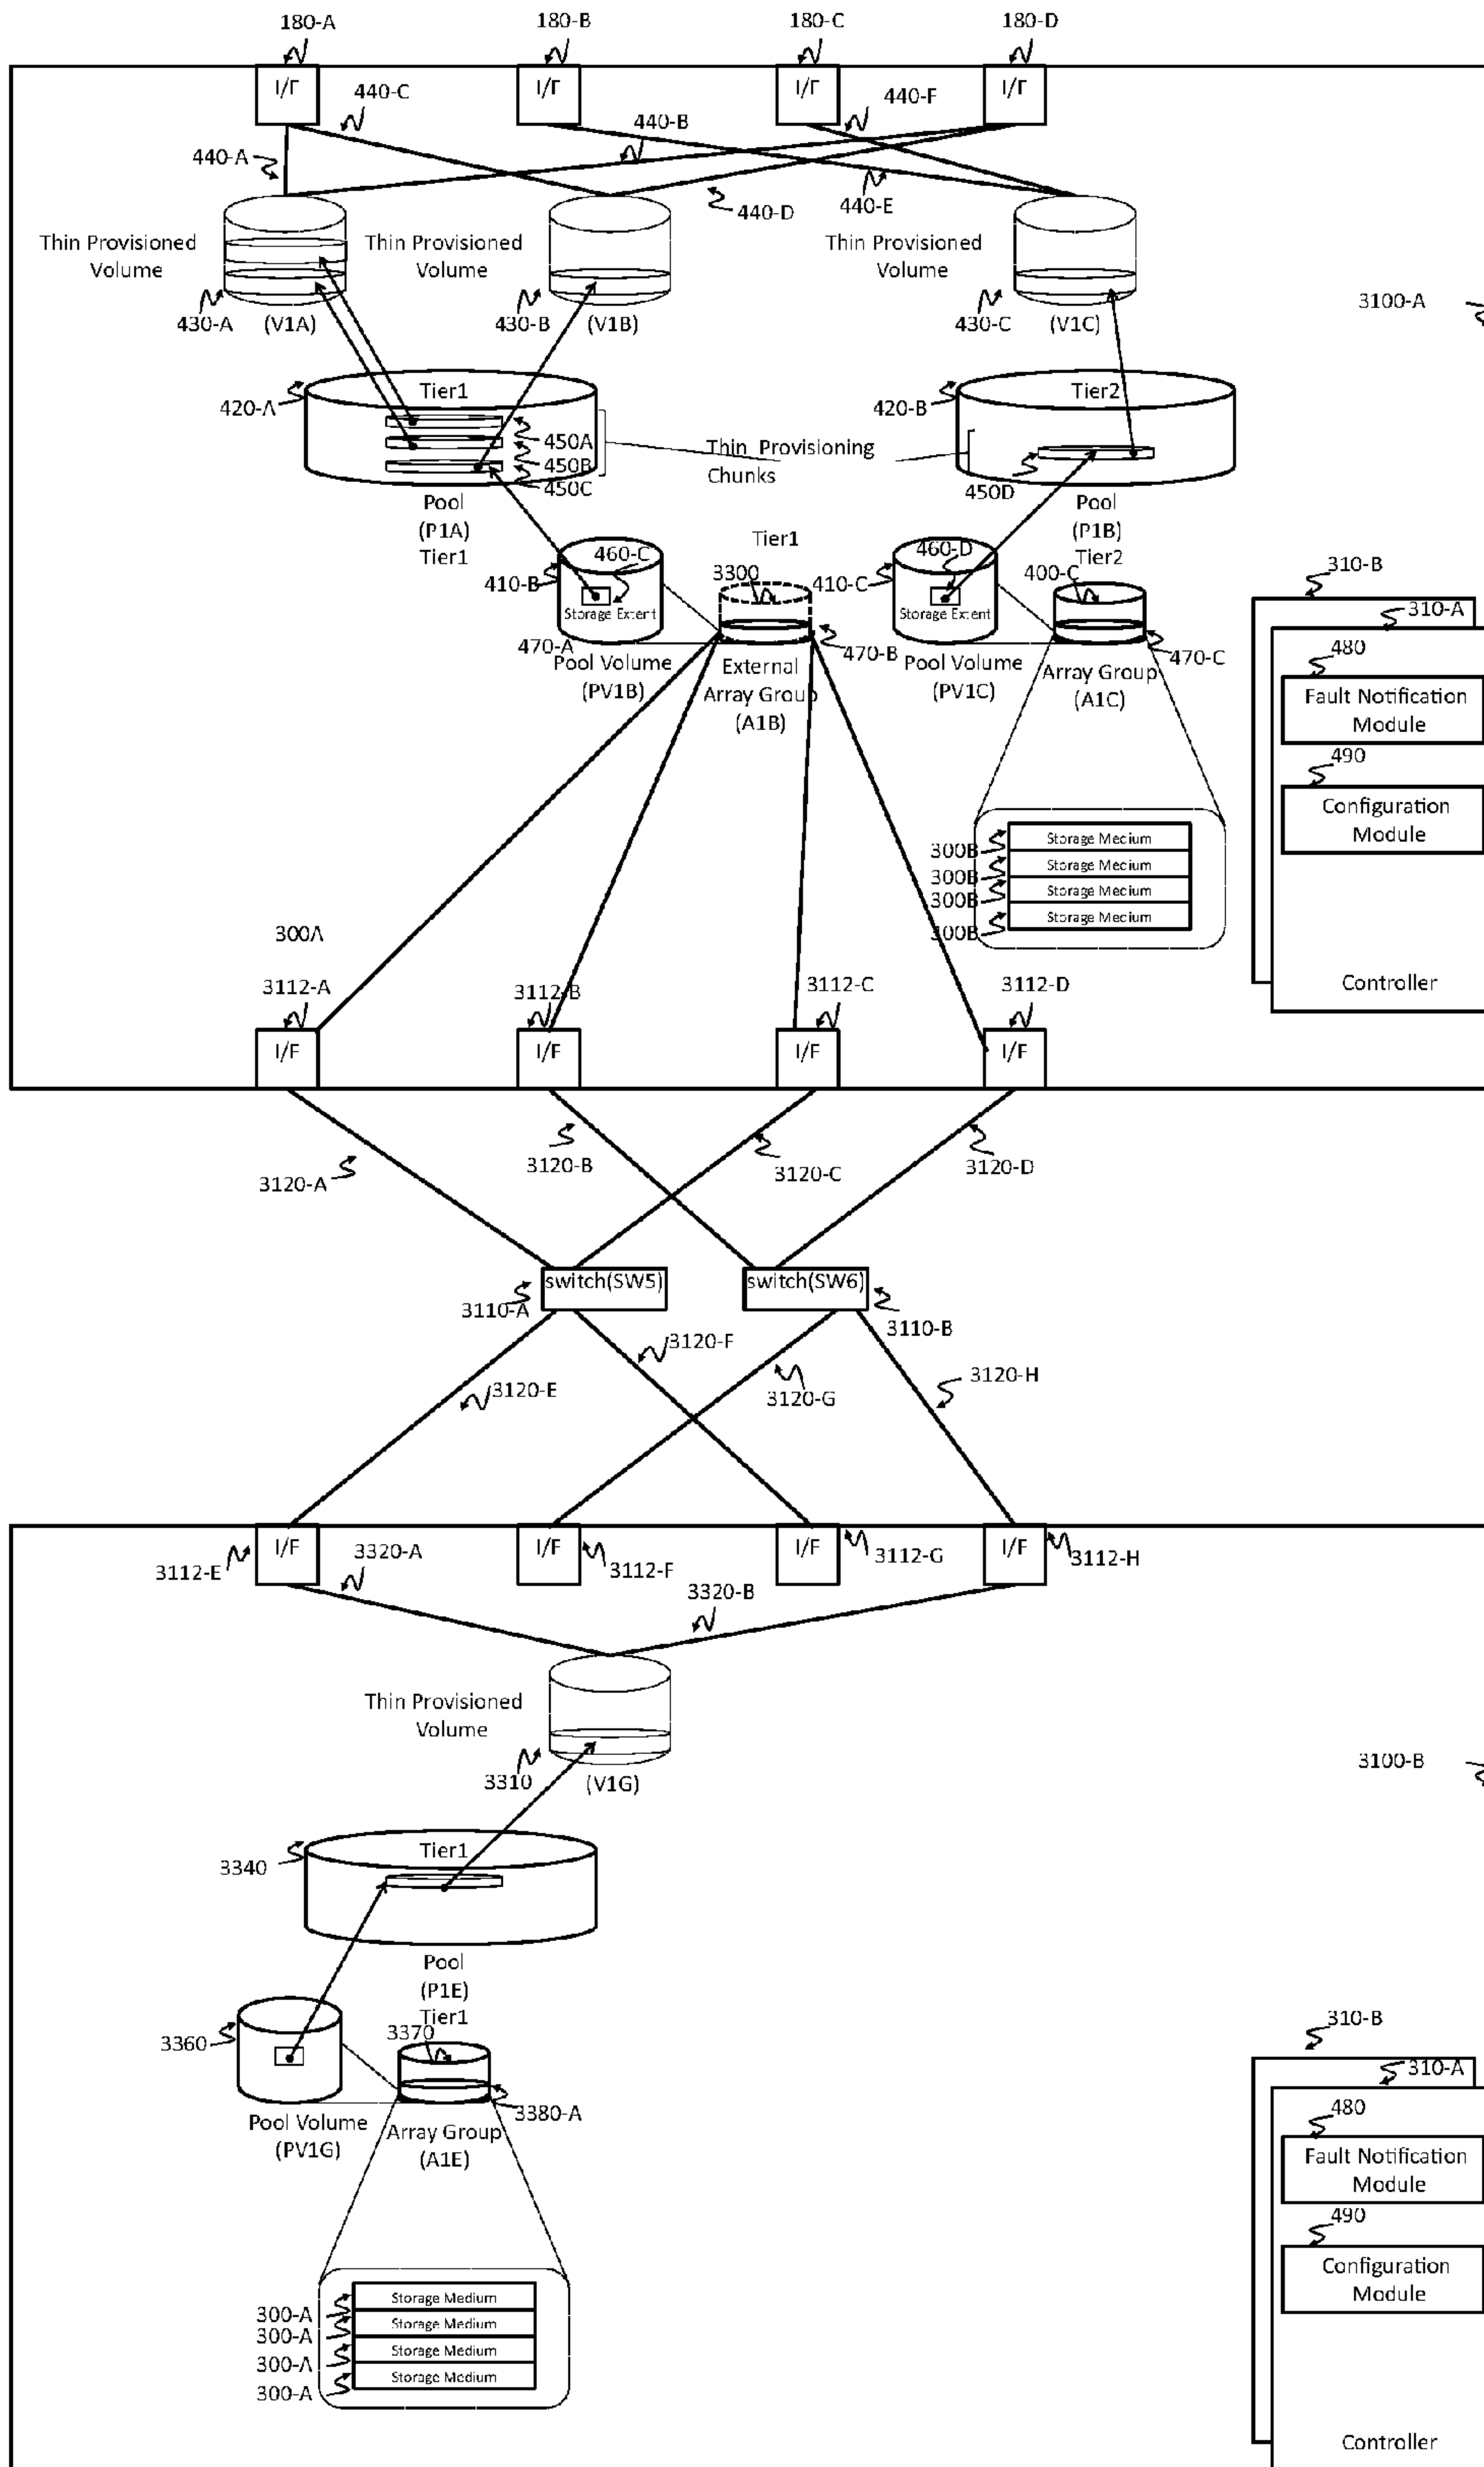 180-A
180-B
180-C
180-D
I/F
I/F
I/F
I/F
440-C
440-B
440-F
440-A
440-D
440-E
Thin Provisioned
Volume
Thin Provisioned
Volume
Thin Provisioned
Volume
430-A
(V1A)
430-B
(V1B)
430-C
(V1C)
3100-A
Tier1
Tier2
420-A
420-B
450A
450B
450C
Thin Provisioning
Chunks
450D
Pool
(P1A)
Tier1
Pool
(P1B)
Tier2
Tier1
460-C
460-D
410-B
3300
410-C
400-C
Storage Extent
Storage Extent
470-A
470-B
470-C
Pool Volume
(PV1B)
External
Array Group
(A1B)
Pool Volume
(PV1C)
Array Group
(A1C)
310-B
310-A
480
Fault Notification
Module
490
Configuration
Module
Controller
Storage Medium
Storage Medium
Storage Medium
Storage Medium
300B
300B
300B
300B
300A
3112-A
3112-B
3112-C
3112-D
I/F
I/F
I/F
I/F
3120-A
3120-B
3120-C
3120-D
switch(SW5)
switch(SW6)
3110-A
3110-B
3120-F
3120-E
3120-G
3120-H
I/F
I/F
I/F
I/F
3112-E
3320-A
3112-F
3112-G
3112-H
3320-B
Thin Provisioned
Volume
3310
(V1G)
3100-B
Tier1
3340
Pool
(P1E)
Tier1
3370
3360
3380-A
Pool Volume
(PV1G)
Array Group
(A1E)
310-B
310-A
480
Fault Notification
Module
490
Configuration
Module
Controller
Storage Medium
Storage Medium
Storage Medium
Storage Medium
300-A
300-A
300-A
300-A